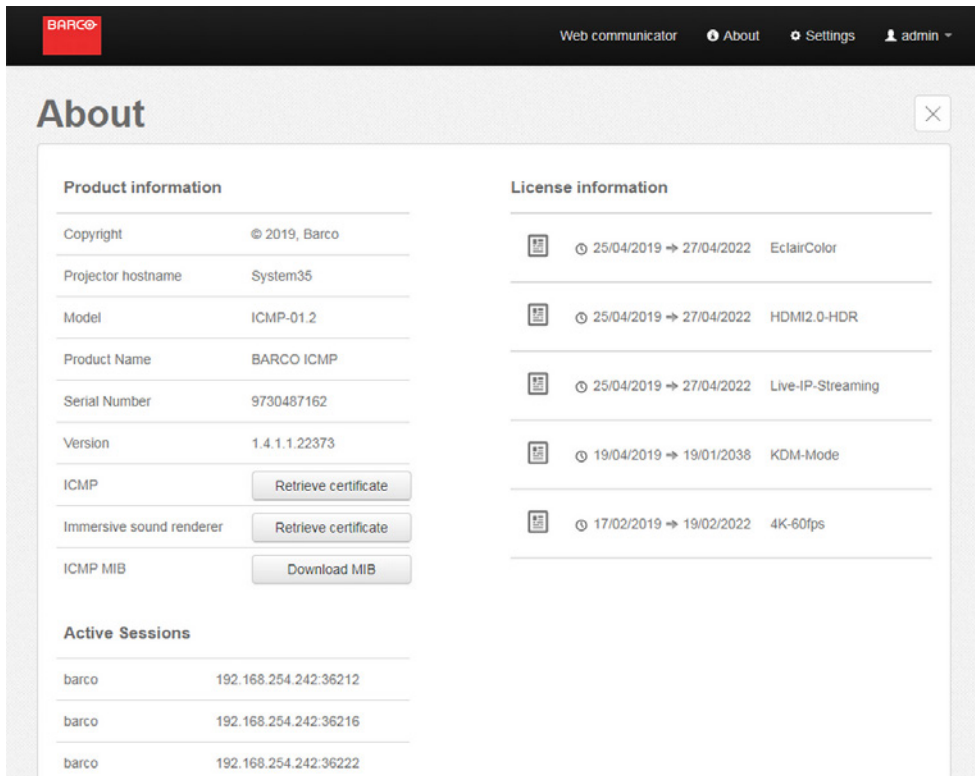 BARCO
Web communicator About Settings admin
About
Product information
Copyright © 2019, Barco
Projector hostname System35
Model ICMP-01.2
Product Name BARCO ICMP
Serial Number 9730487162
Version 1.4.1.1.22373
ICMP Retrieve certificate
Immersive sound renderer Retrieve certificate
ICMP MIB Download MIB
Active Sessions
barco 192.168.254.242:36212
barco 192.168.254.242:36216
barco 192.168.254.242:36222
License information
25/04/2019 → 27/04/2022 EclairColor
25/04/2019 → 27/04/2022 HDMI2.0-HDR
25/04/2019 → 27/04/2022 Live-IP-Streaming
19/04/2019 → 19/01/2038 KDM-Mode
17/02/2019 → 19/02/2022 4K-60fps